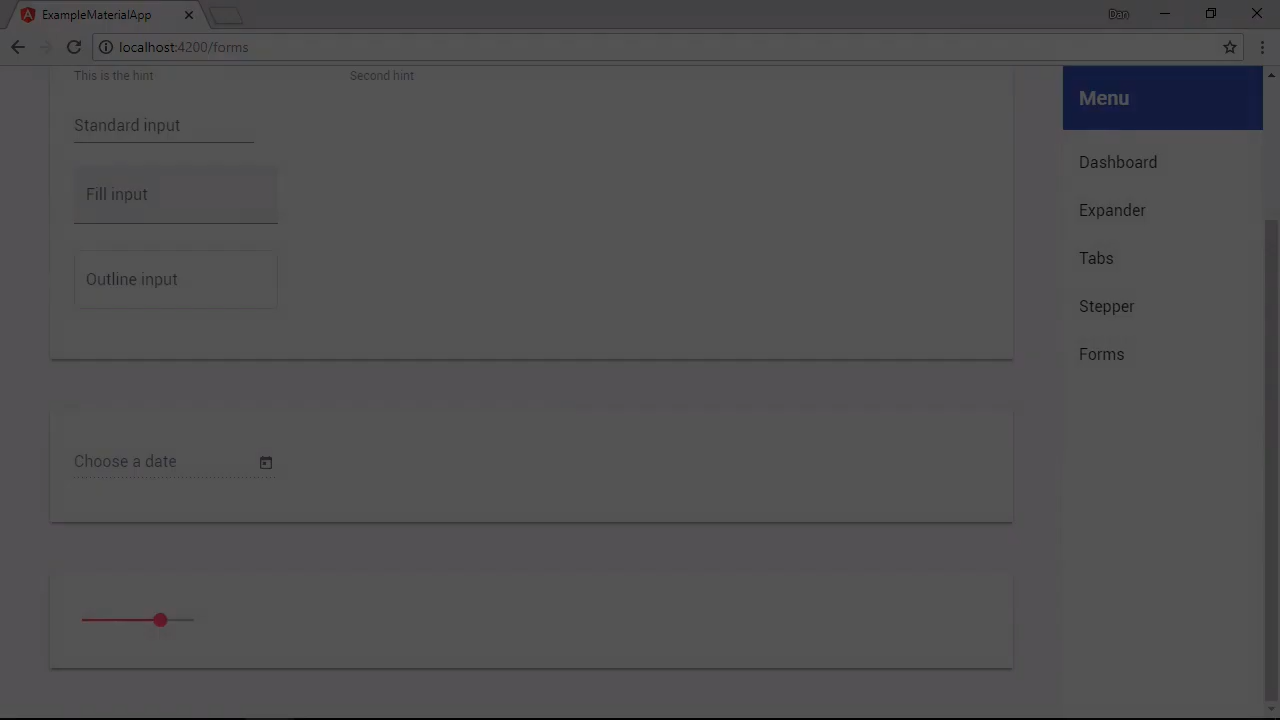 ExampleMaterialApp
Dan
localhost:4200/forms
This is the hint
Second hint
Standard input
Fill input
Outline input
Choose a date
Menu
Dashboard
Expander
Tabs
Stepper
Forms